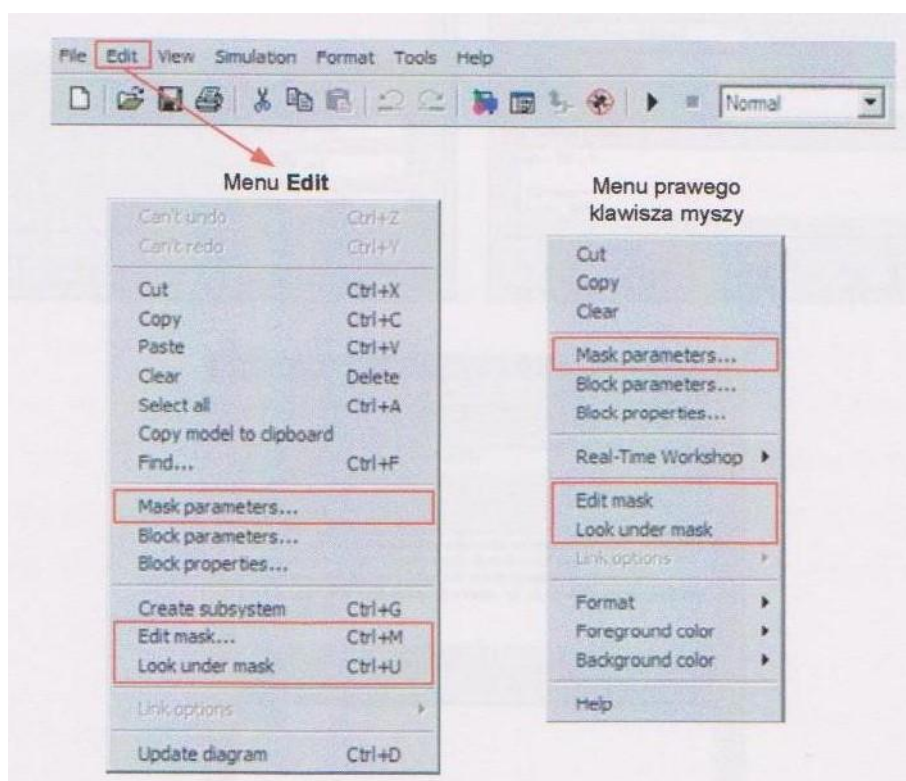 File Edit View Simulation Format Tools Help
Normal
Menu Edit
Can't undo Ctrl+Z
Can't redo Ctrl+Y
Cut Ctrl+X
Copy Ctrl+C
Paste Ctrl+V
Clear Delete
Select all Ctrl+A
Copy model to clipboard
Find... Ctrl+F
Mask parameters...
Block parameters...
Block properties...
Create subsystem Ctrl+G
Edit mask... Ctrl+M
Look under mask Ctrl+U
Link options
Update diagram Ctrl+D
Menu prawego
klawisza myszy
Cut
Copy
Clear
Mask parameters...
Block parameters...
Block properties...
Real-Time Workshop
Edit mask
Look under mask
Link options
Format
Foreground color
Background color
Help